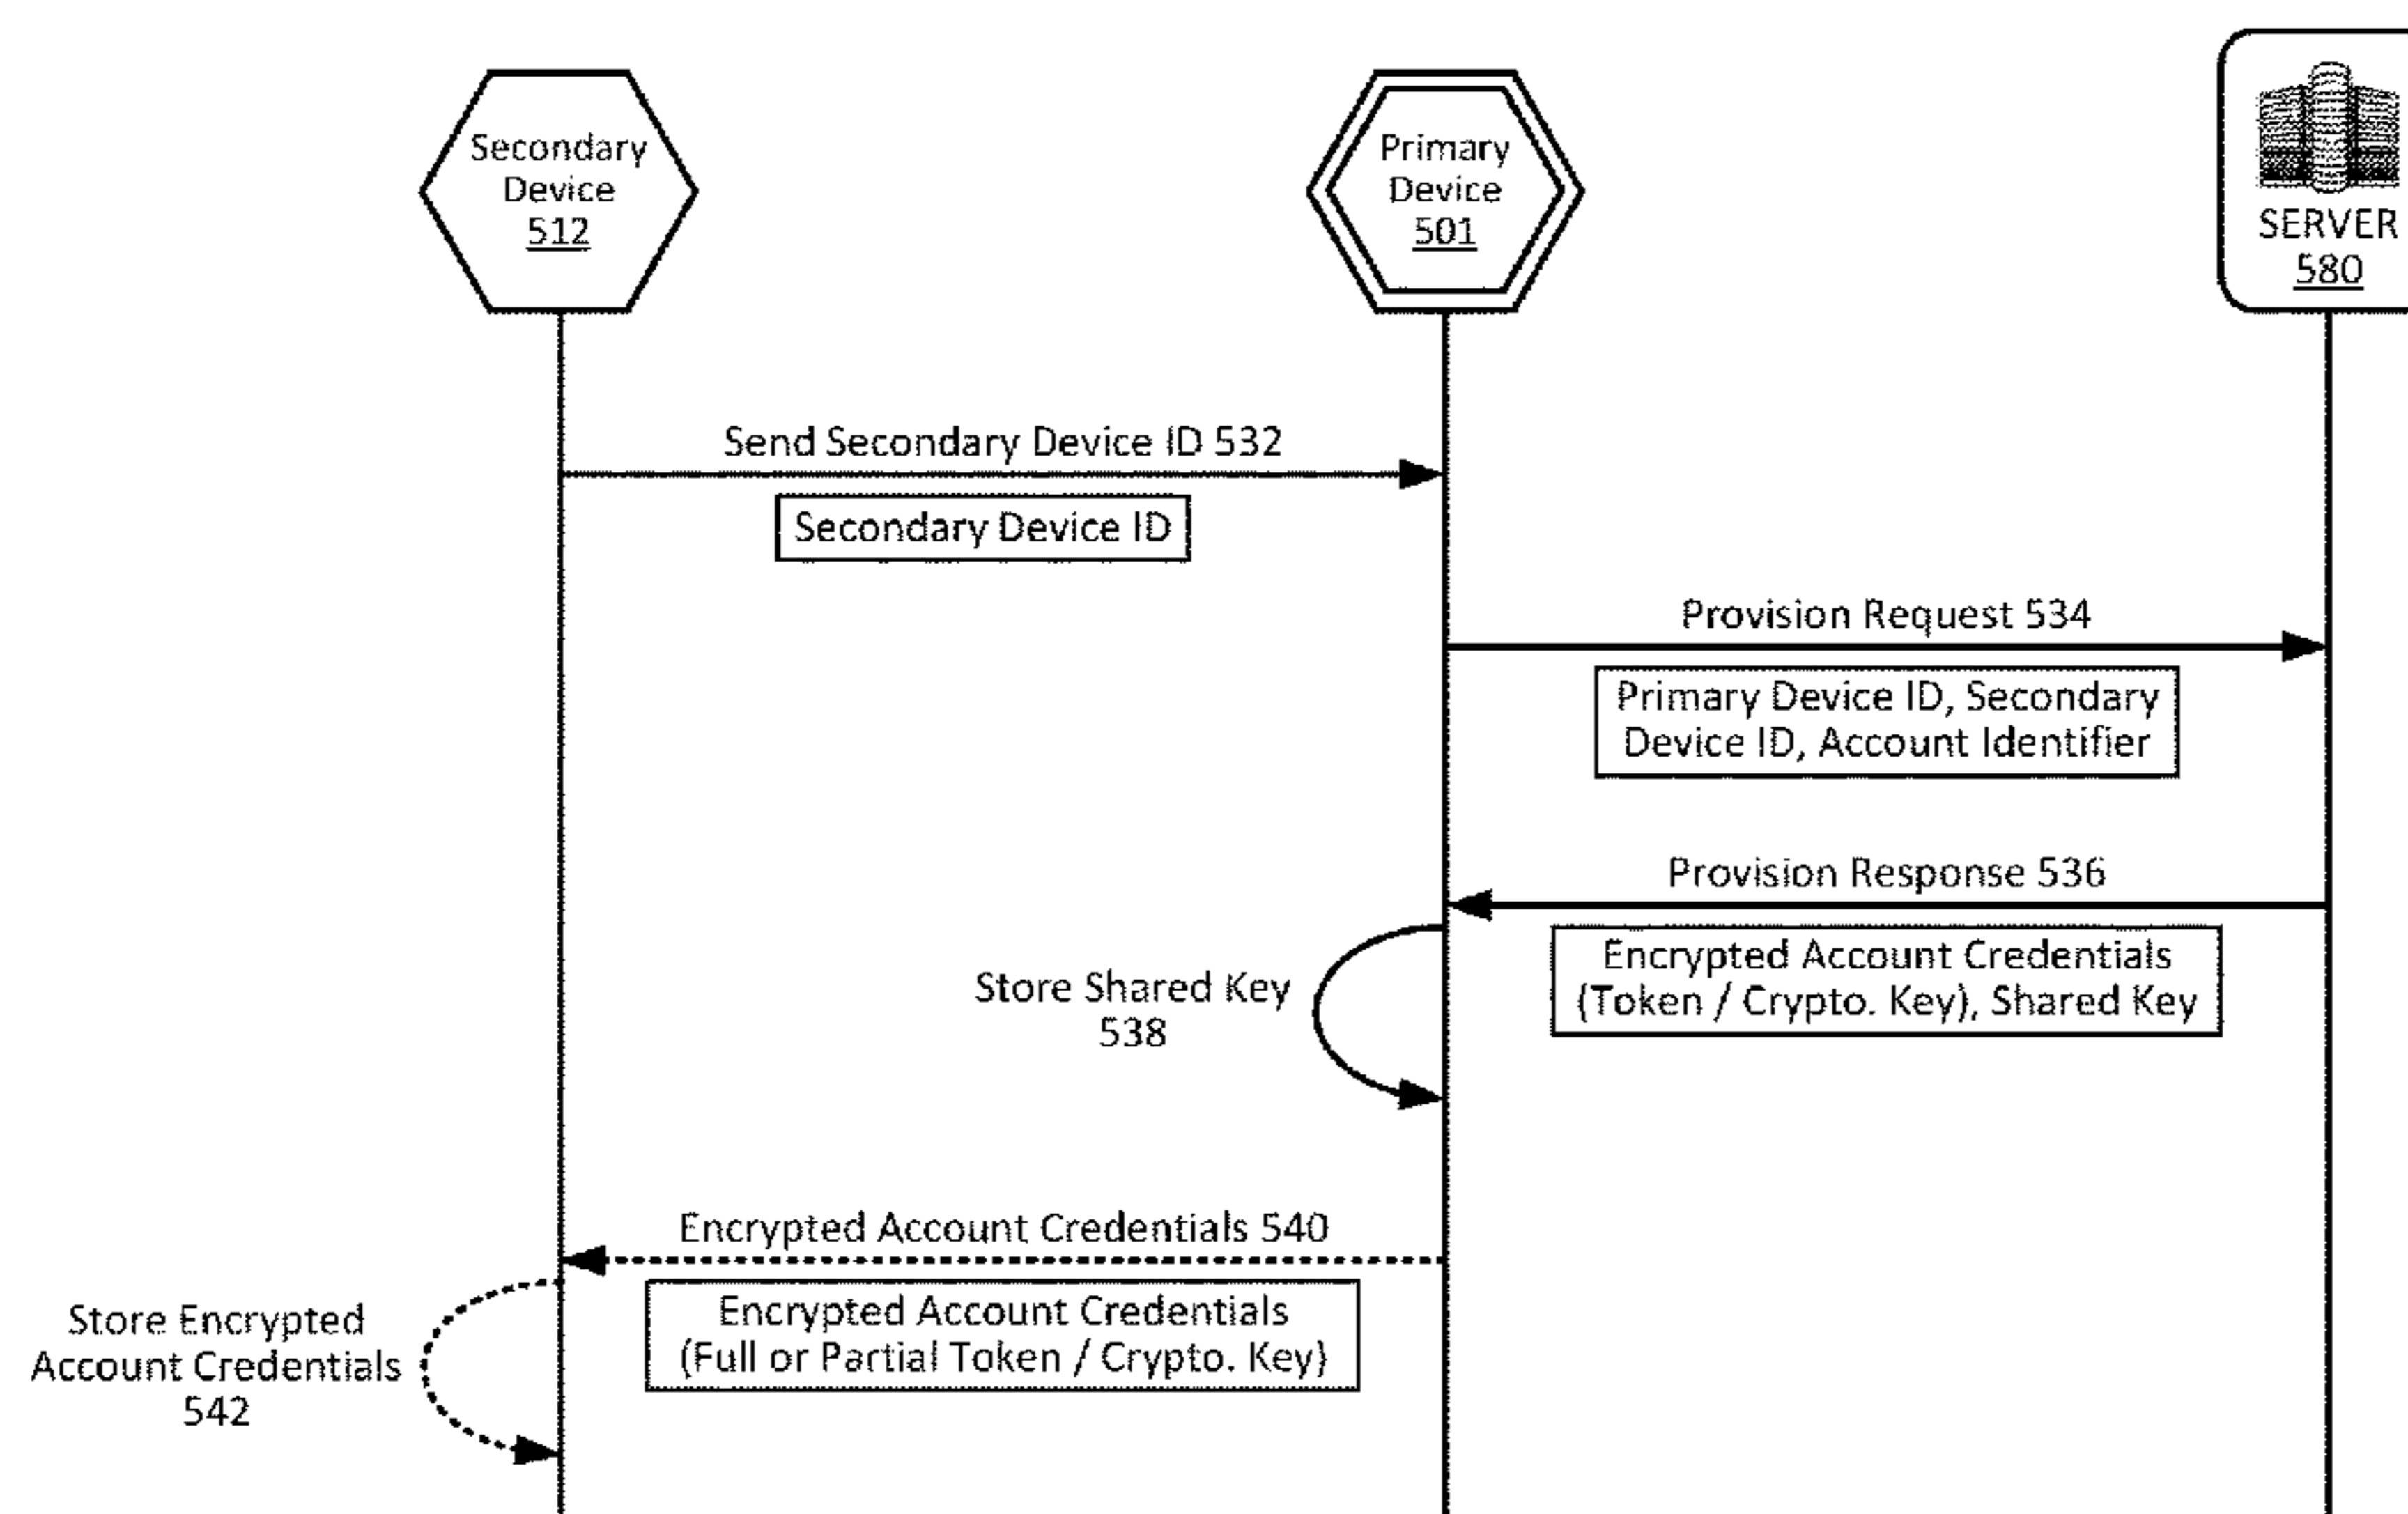 Secondary
Device
512
Primary
Device
501
SERVER
580
Send Secondary Device ID 532
Secondary Device ID
Provision Request 534
Primary Device ID, Secondary
Device ID, Account Identifier
Provision Response 536
Encrypted Account Credentials
(Token / Crypto. Key), Shared Key
Store Shared Key
538
Encrypted Account Credentials 540
Encrypted Account Credentials
(Full or Partial Token / Crypto. Key)
Store Encrypted
Account Credentials
542